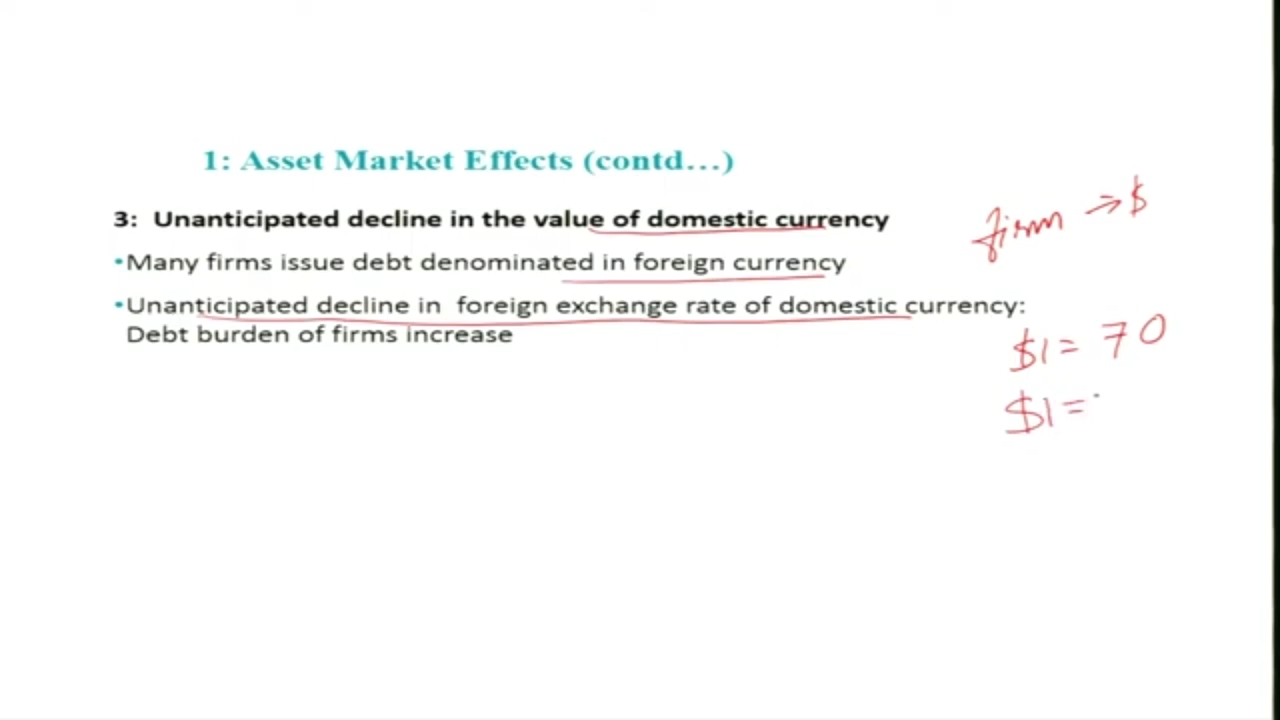 1: Asset Market Effects (contd...)
3: Unanticipated decline in the value of domestic currency
firm → $
•Many firms issue debt denominated in foreign currency
•Unanticipated decline in foreign exchange rate of domestic currency:
Debt burden of firms increase
$1 = 70
$1 =